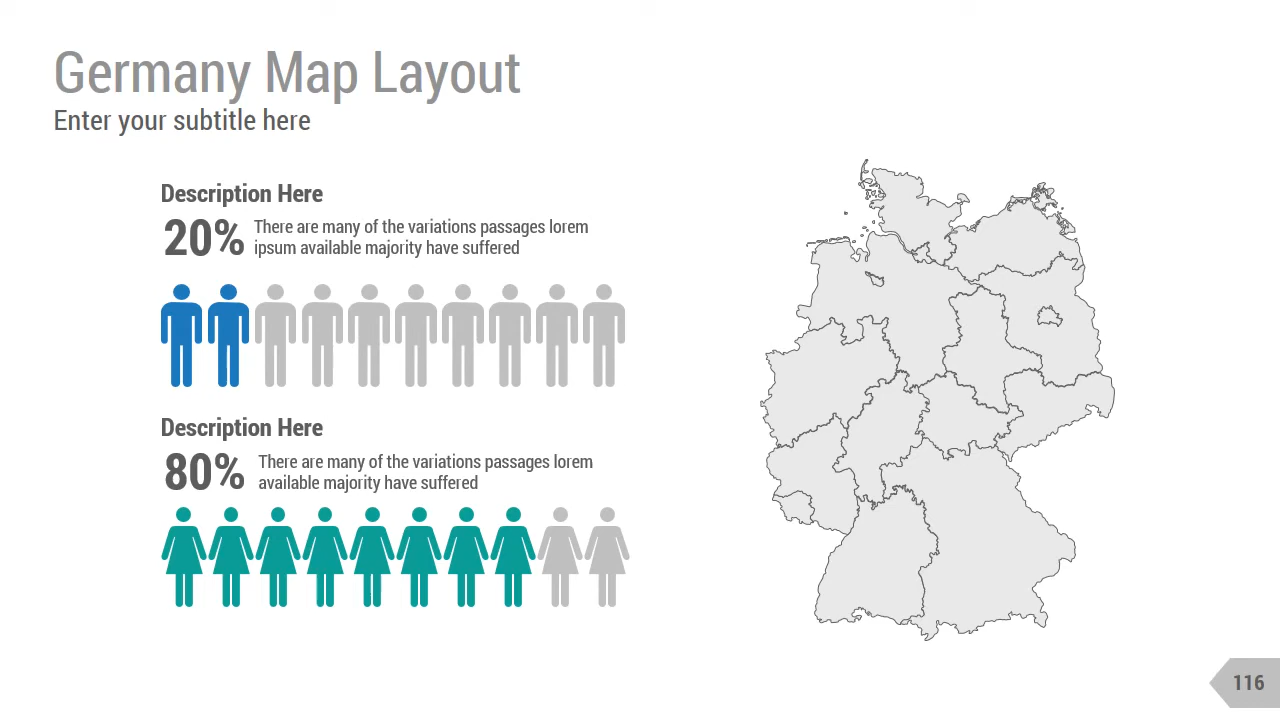 Germany Map Layout
Enter your subtitle here
Description Here
20%
There are many of the variations passages lorem
ipsum available majority have suffered
Description Here
80%
There are many of the variations passages lorem
available majority have suffered
116